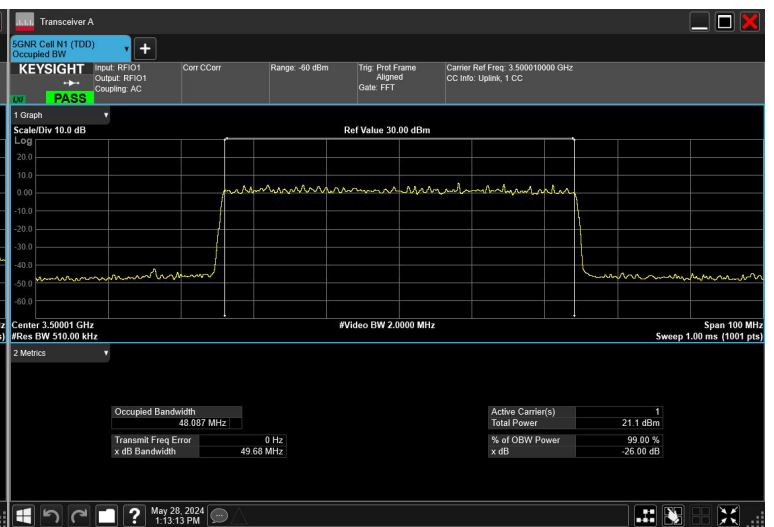 Transceiver A
5GNR Cell N1 (TDD)
Occupied BW
+
KEYSIGHT
Input: RFIO1
Output: RFIO1
Coupling: AC
Corr CCorr
Range: -60 dBm
Trig: Prot Frame
Aligned
Gate: FFT
Carrier Ref Freq: 3.500010000 GHz
CC Info: Uplink, 1 CC
LXI
PASS
1 Graph
Scale/Div 10.0 dB
Ref Value 30.00 dBm
Log
20.0
10.0
0.00
-10.0
-20.0
-30.0
-40.0
-50.0
-60.0
Center 3.50001 GHz
#Video BW 2.0000 MHz
Span 100 MHz
#Res BW 510.00 kHz
Sweep 1.00 ms (1001 pts)
2 Metrics
Occupied Bandwidth
48.087 MHz
Active Carrier(s) 1
Total Power 21.1 dBm
Transmit Freq Error 0 Hz
x dB Bandwidth 49.68 MHz
% of OBW Power 99.00 %
x dB -26.00 dB
?
May 28, 2024
1:13:13 PM